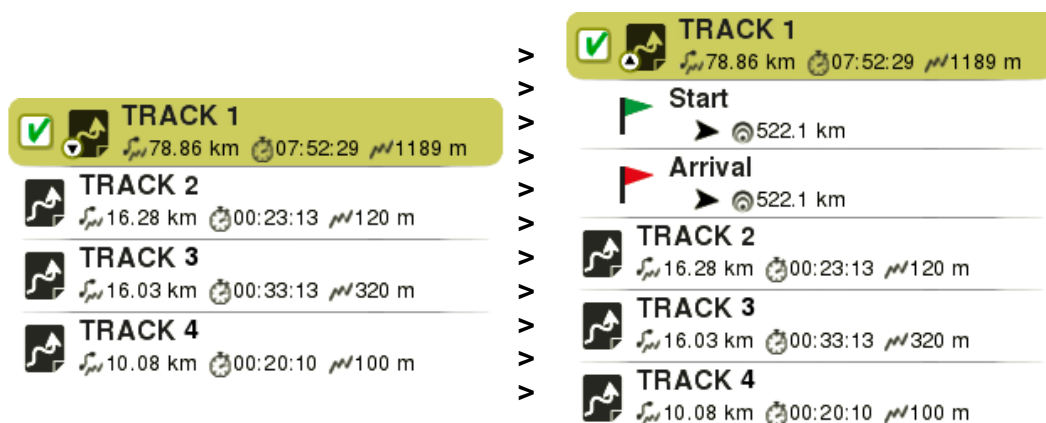 TRACK 1
78.86 km 07:52:29 1189 m
TRACK 2
16.28 km 00:23:13 120 m
TRACK 3
16.03 km 00:33:13 320 m
TRACK 4
10.08 km 00:20:10 100 m
>
>
>
>
>
>
>
>
>
>
>
TRACK 1
78.86 km 07:52:29 1189 m
Start
522.1 km
Arrival
522.1 km
TRACK 2
16.28 km 00:23:13 120 m
TRACK 3
16.03 km 00:33:13 320 m
TRACK 4
10.08 km 00:20:10 100 m